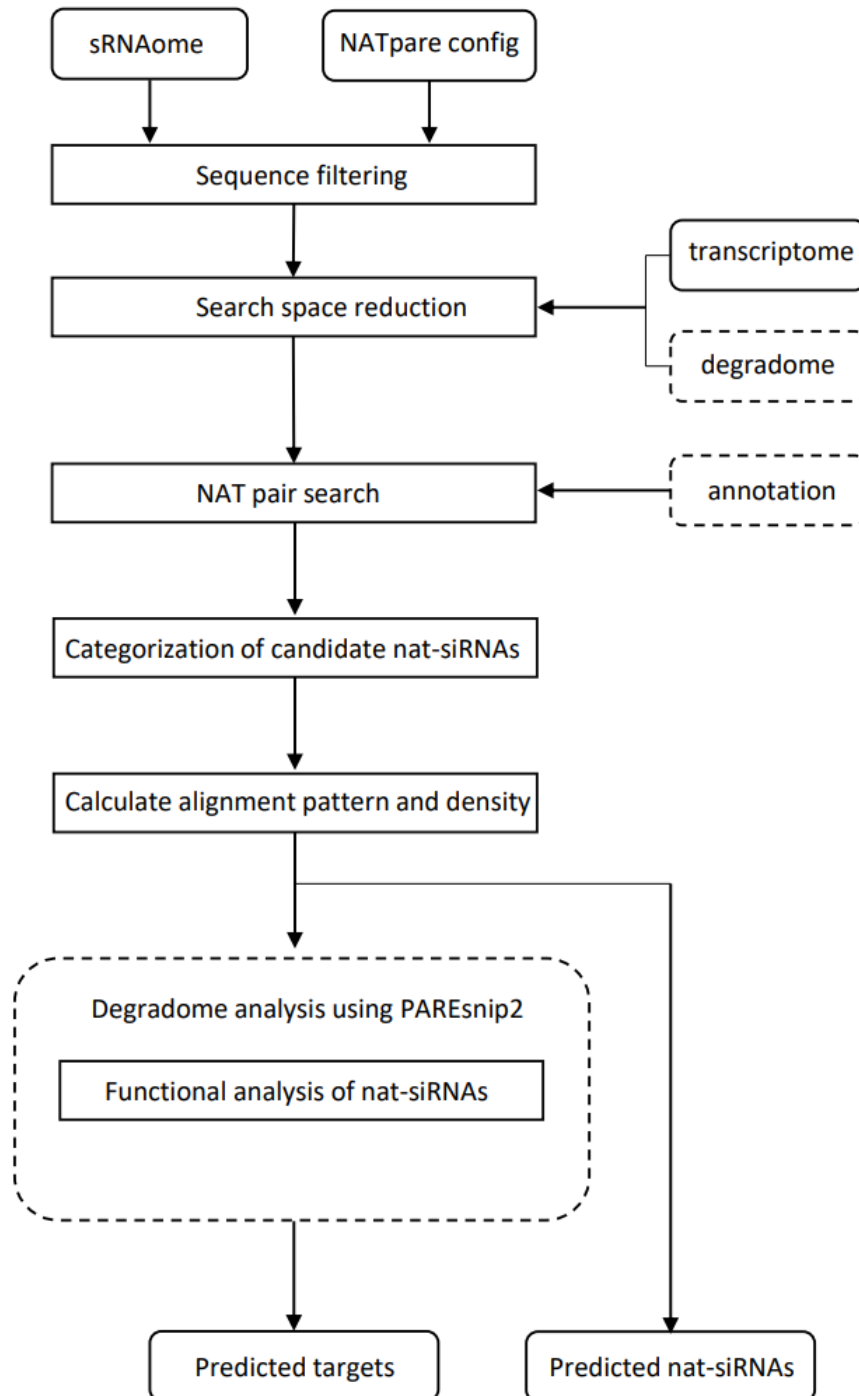 sRNAome
NATpare config
Sequence filtering
transcriptome
Search space reduction
degradome
NAT pair search
annotation
Categorization of candidate nat-siRNAs
Calculate alignment pattern and density
Degradome analysis using PAREsnip2
Functional analysis of nat-siRNAs
Predicted targets
Predicted nat-siRNAs